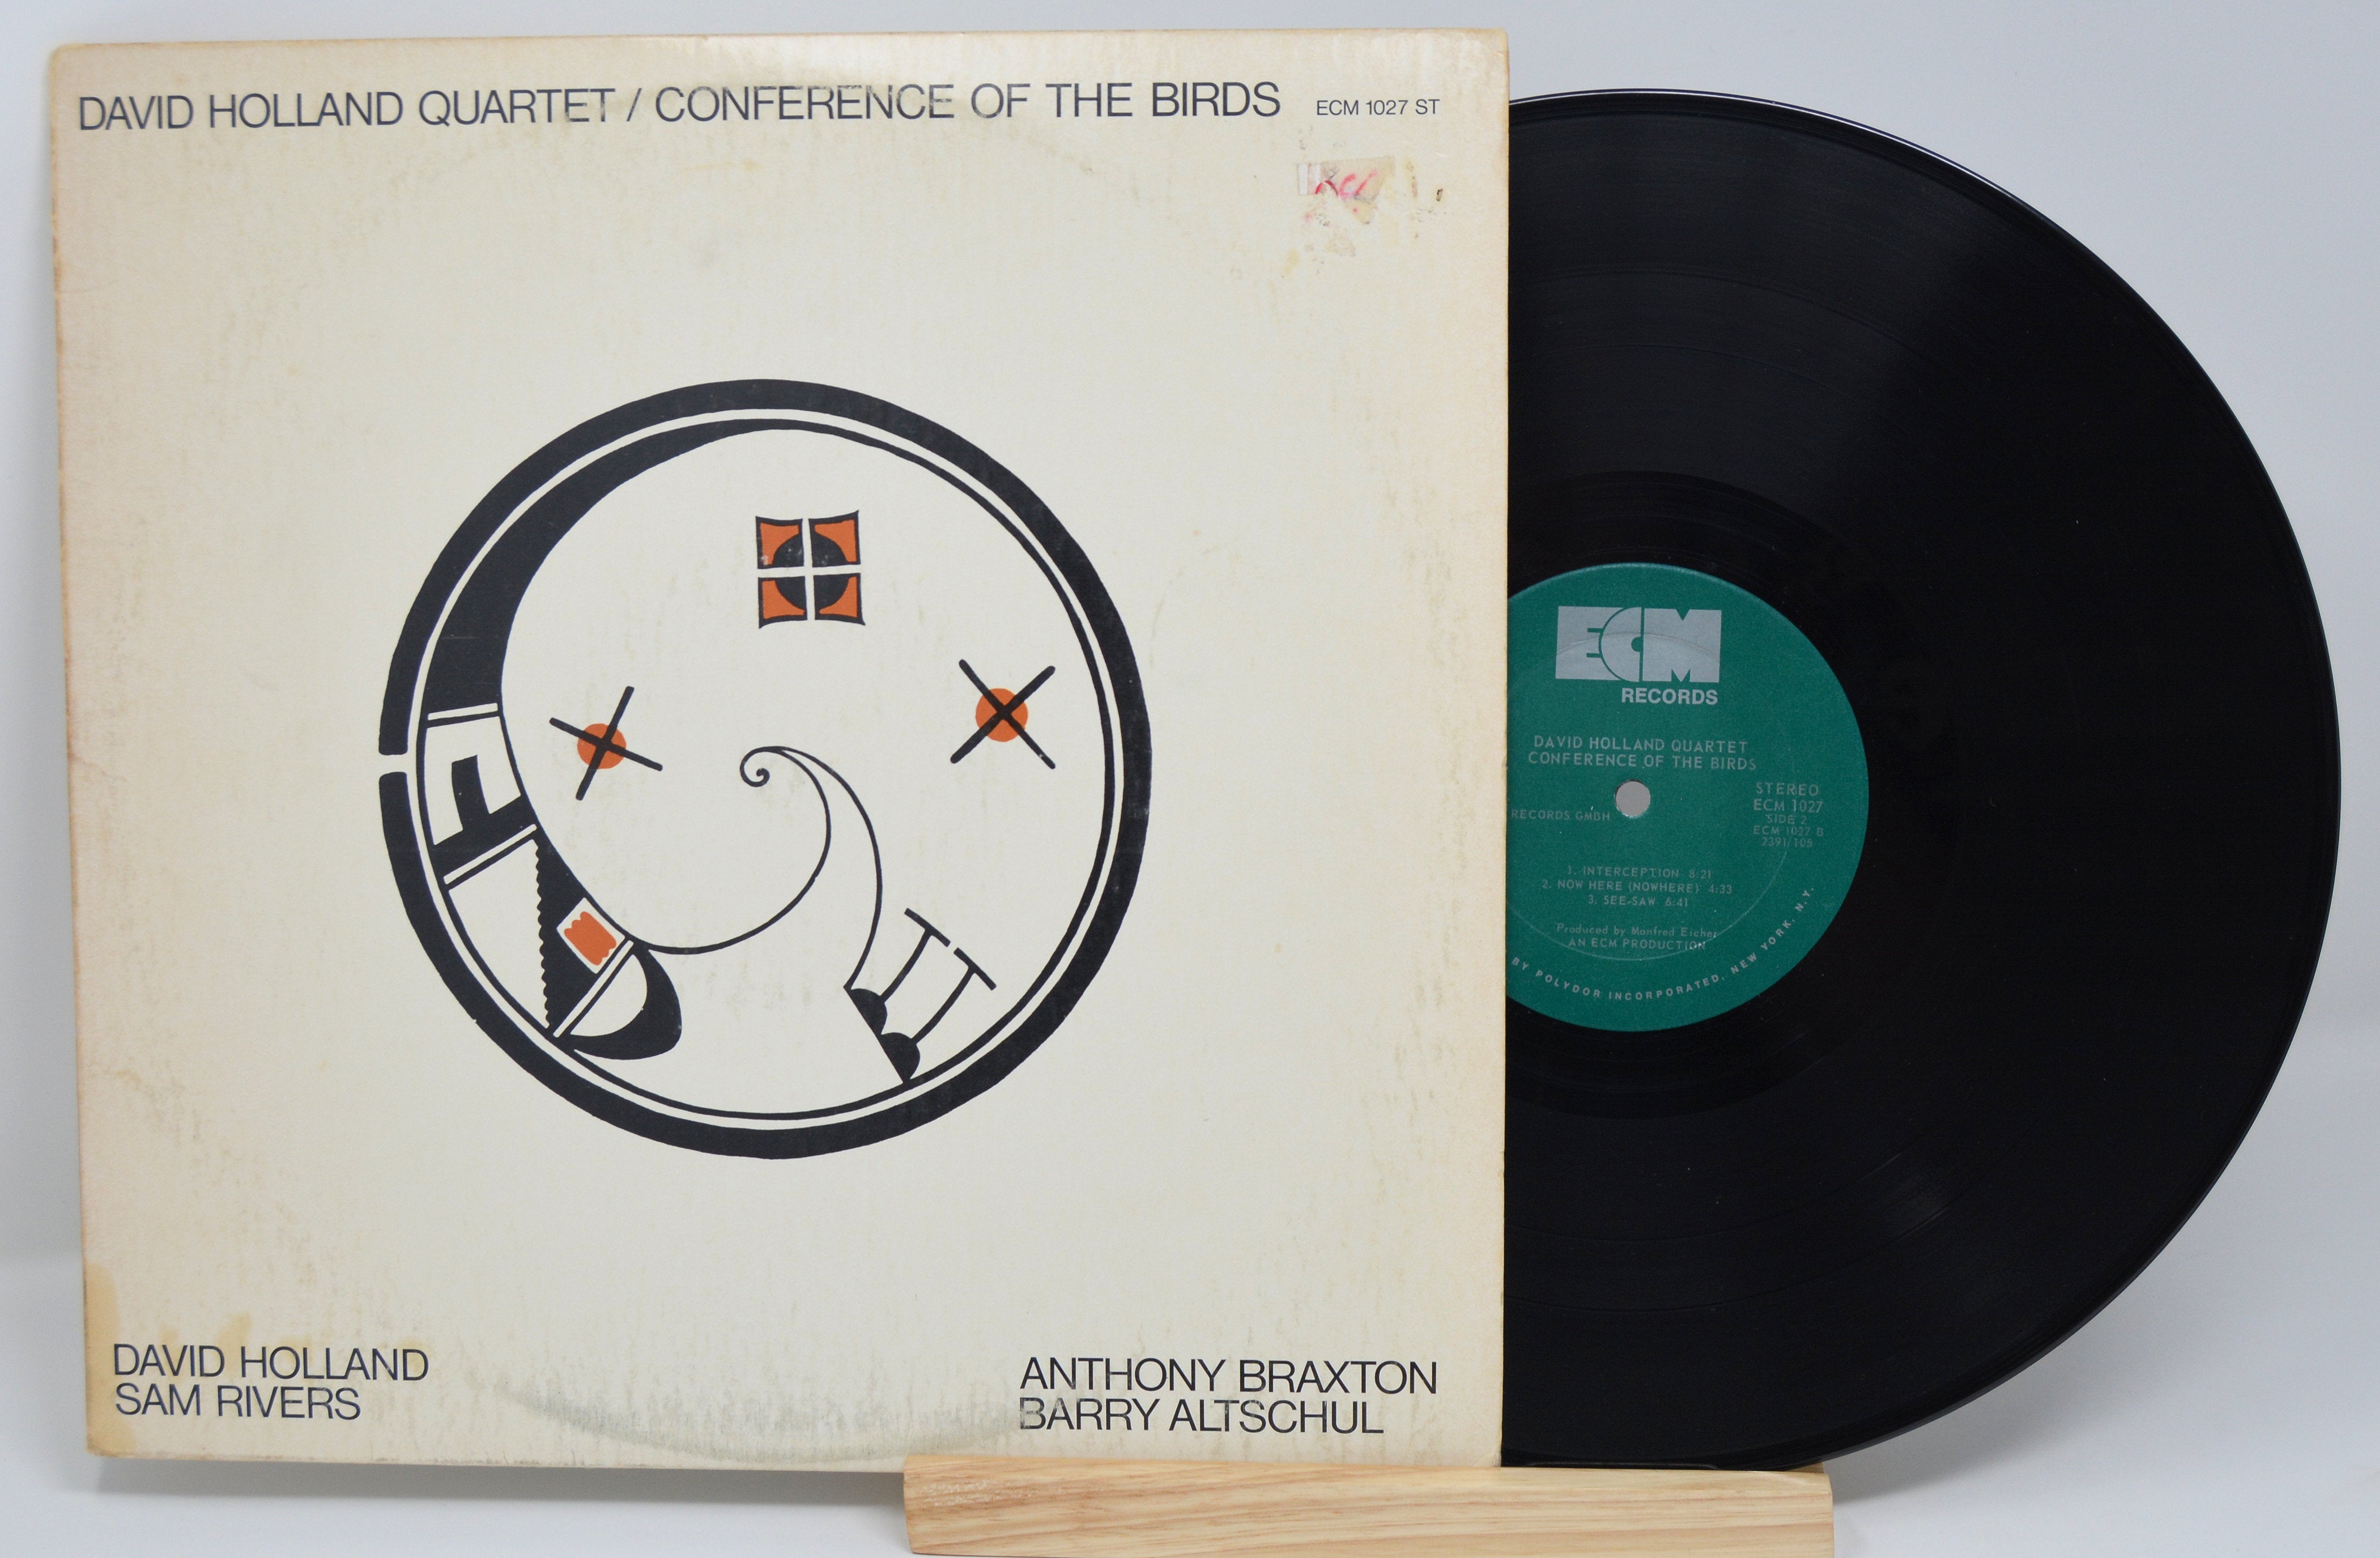 DAVID HOLLAND QUARTET / CONFERENCE OF THE BIRDS ECM 1027 ST
DAVID HOLLAND
SAM RIVERS
ANTHONY BRAXTON
BARRY ALTSCHUL
ECM
RECORDS
DAVID HOLLAND QUARTET
CONFERENCE OF THE BIRDS
STEREO
ECM 1027
SIDE 2
ECM 1027 B
2391/105
RECORDS GMBH
1. INTERCEPTION 8:21
2. NOW HERE (NOWHERE) 4:33
3. SEE-SAW 6:41
Produced by Manfred Eicher
AN ECM PRODUCTION
BY POLYDOR INCORPORATED, NEW YORK, N.Y.